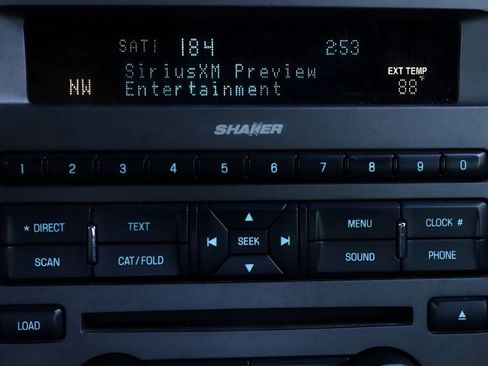 SAT1 184 2:53
SiriusXM Preview
EXT TEMP
NW Entertainment 88°F
SHAKER
1 2 3 4 5 6 7 8 9 0
* DIRECT TEXT MENU CLOCK #
SEEK
SCAN CAT/FOLD SOUND PHONE
LOAD